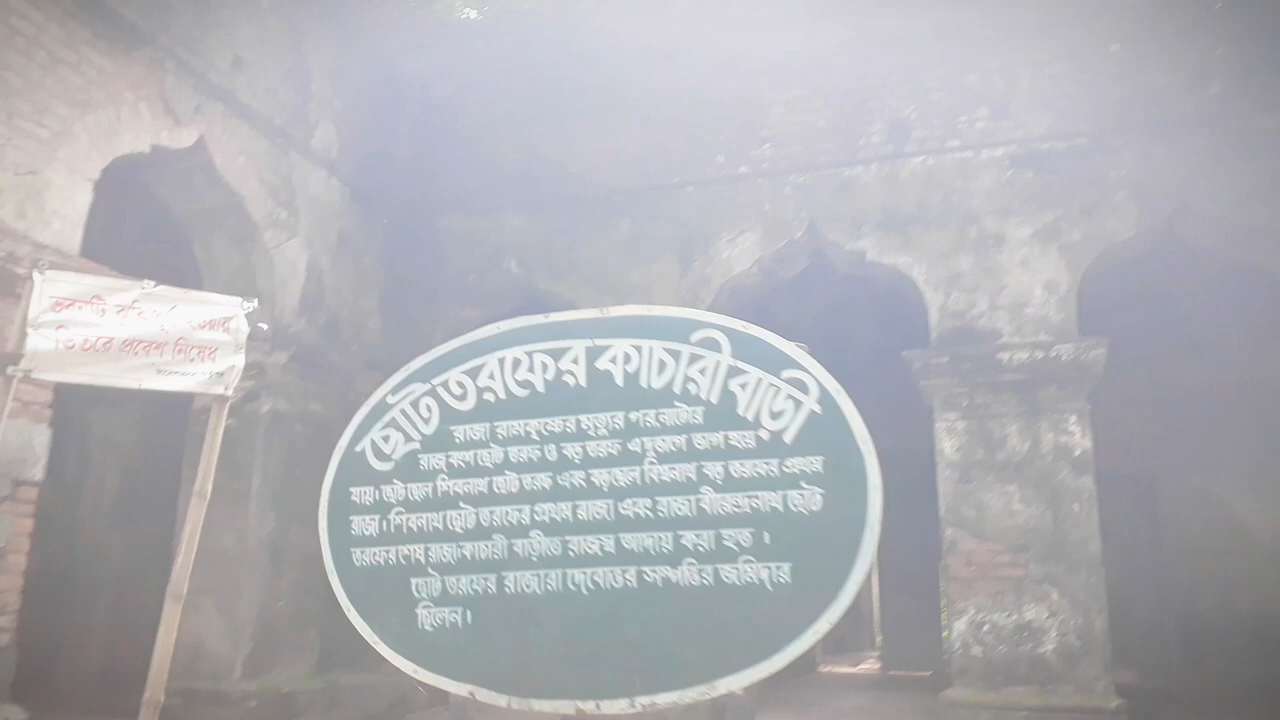 ভবনটি
ভিতরে প্রবেশ নিষেধ
ছোট তরফের কাচারী বাড়ী
রাজা রামকৃষ্ণের মৃত্যুর পর নাটোর
রাজ বংশ ছোট তরফ ও বড় তরফ এ দুভাগে ভাগ হয়ে
যায়। ছোট ছেলে শিবনাথ ছোট তরফ এবং বড় ছেলে বিশ্বনাথ বড় তরফের প্রথম
রাজা। শিবনাথ ছোট তরফের প্রথম রাজা এবং রাজা বীরেন্দ্রনাথ ছোট
তরফের শেষ রাজা। কাচারী বাড়ীতে রাজস্ব আদায় করা হত।
ছোট তরফের রাজারা দেবোত্তর সম্পত্তির জমিদার
ছিলেন।